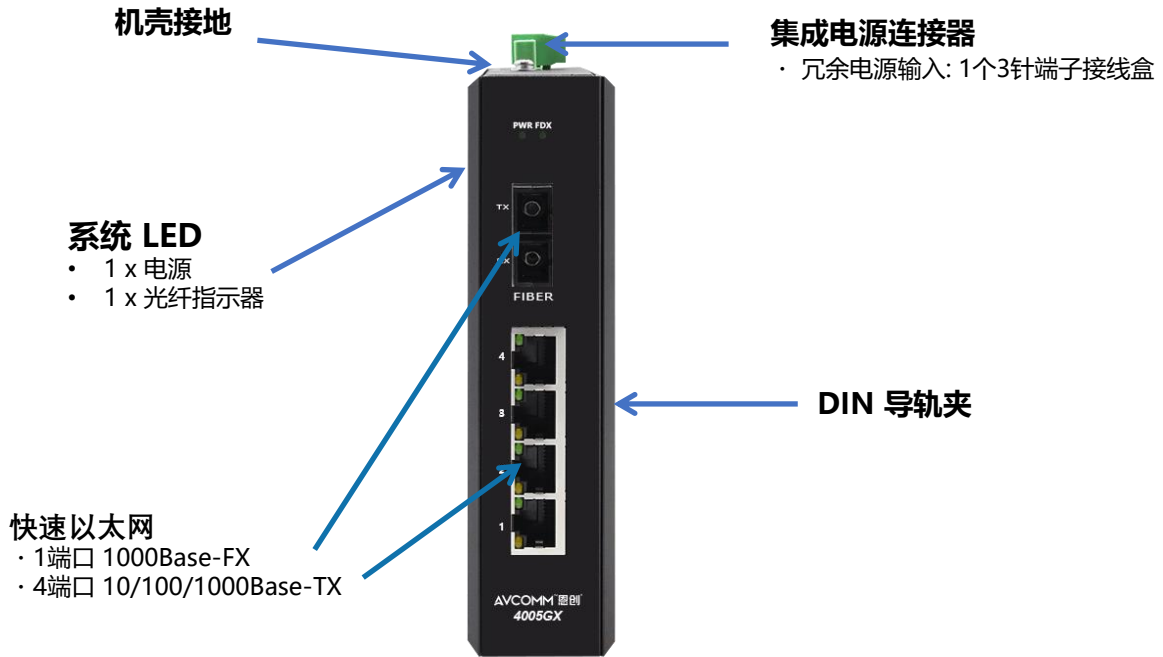 机壳接地
集成电源连接器
· 冗余电源输入: 1个3针端子接线盒
PWR FDX
TX
系统 LED
• 1 x 电源
• 1 x 光纤指示器
RX
FIBER
4
3
DIN 导轨夹
2
1
快速以太网
· 1端口 1000Base-FX
· 4端口 10/100/1000Base-TX
AVCOMM 恩创
4005GX